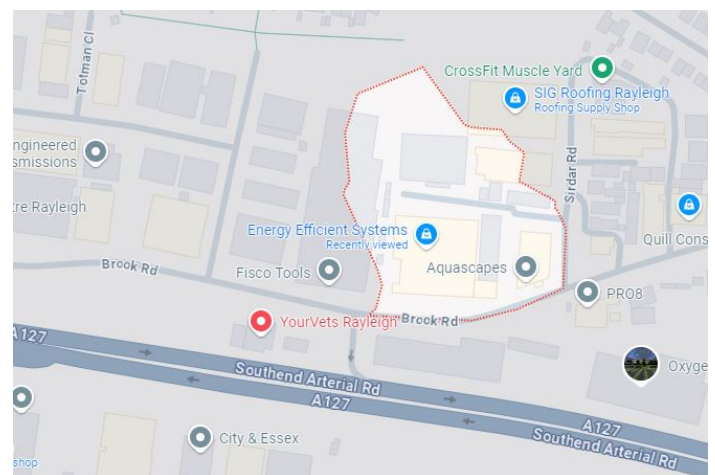 Totman Cl
CrossFit Muscle Yard
SIG Roofing Rayleigh
Roofing Supply Shop
ngineered
smissions
Sirdar Rd
tre Rayleigh
Energy Efficient Systems
Recently viewed
Quill Cons
Brook Rd
Fisco Tools
Aquascapes
PRO8
Brook Rd
YourVets Rayleigh
A127
Southend Arterial Rd
A127
Oxyge
A127
Southend Arterial Rd
City & Essex
shop